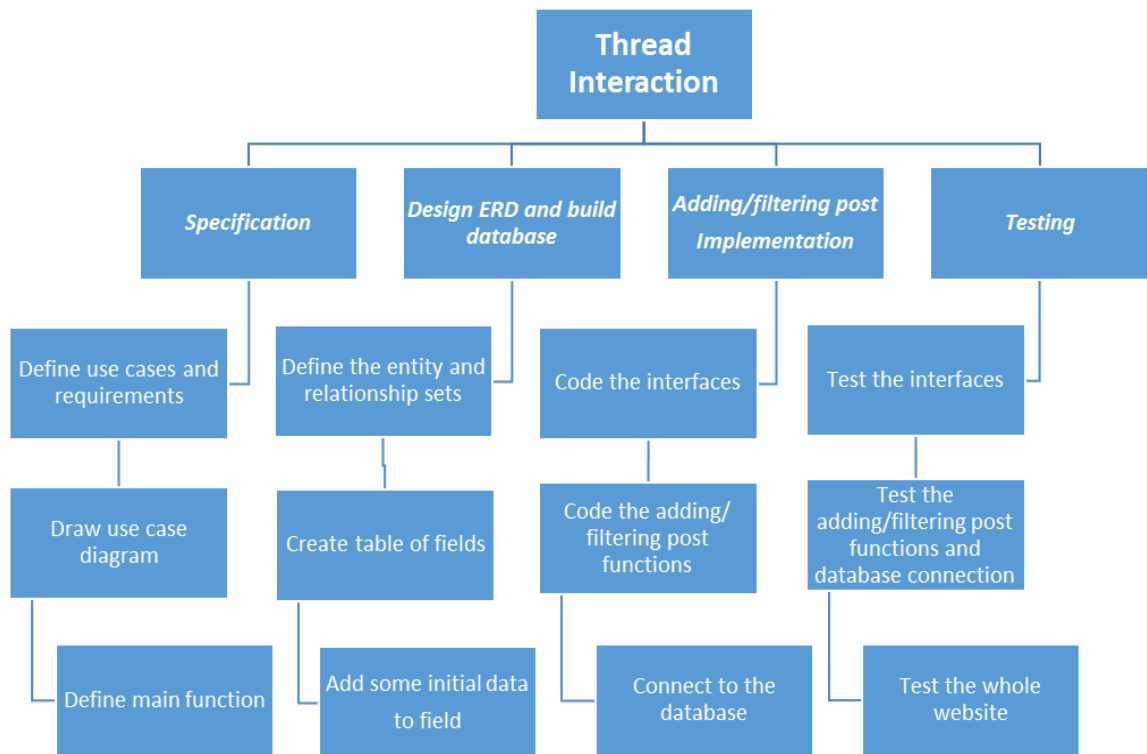 Thread
Interaction
Specification
Design ERD and build
database
Adding/filtering post
Implementation
Testing
Define use cases and
requirements
Define the entity and
relationship sets
Code the interfaces
Test the interfaces
Draw use case
diagram
Create table of fields
Code the adding/
filtering post
functions
Test the
adding/filtering post
functions and
database connection
Define main function
Add some initial data
to field
Connect to the
database
Test the whole
website